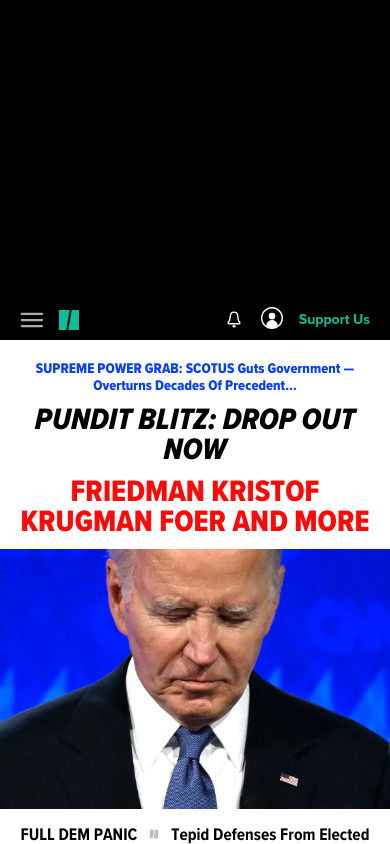 Support Us
SUPREME POWER GRAB: SCOTUS Guts Government —
Overturns Decades Of Precedent...
PUNDIT BLITZ: DROP OUT
NOW
FRIEDMAN KRISTOF
KRUGMAN FOER AND MORE
FULL DEM PANIC Tepid Defenses From Elected